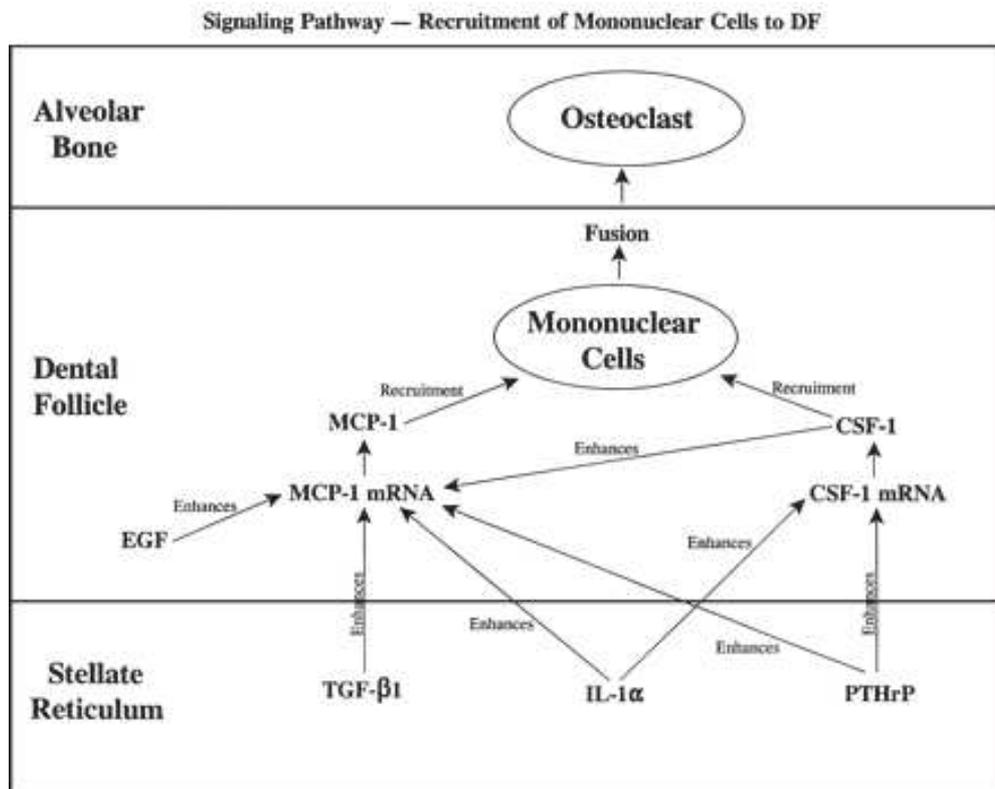 Signaling Pathway — Recruitment of Mononuclear Cells to DF
Alveolar
Bone
Osteoclast
Fusion
Mononuclear
Cells
Dental
Follicle
Recruitment
Recruitment
MCP-1
CSF-1
Enhances
MCP-1 mRNA
CSF-1 mRNA
Enhances
EGF
Enhances
Enhances
Enhances
Enhances
Enhances
Stellate
Reticulum
TGF-β1
IL-1α
PTHrP